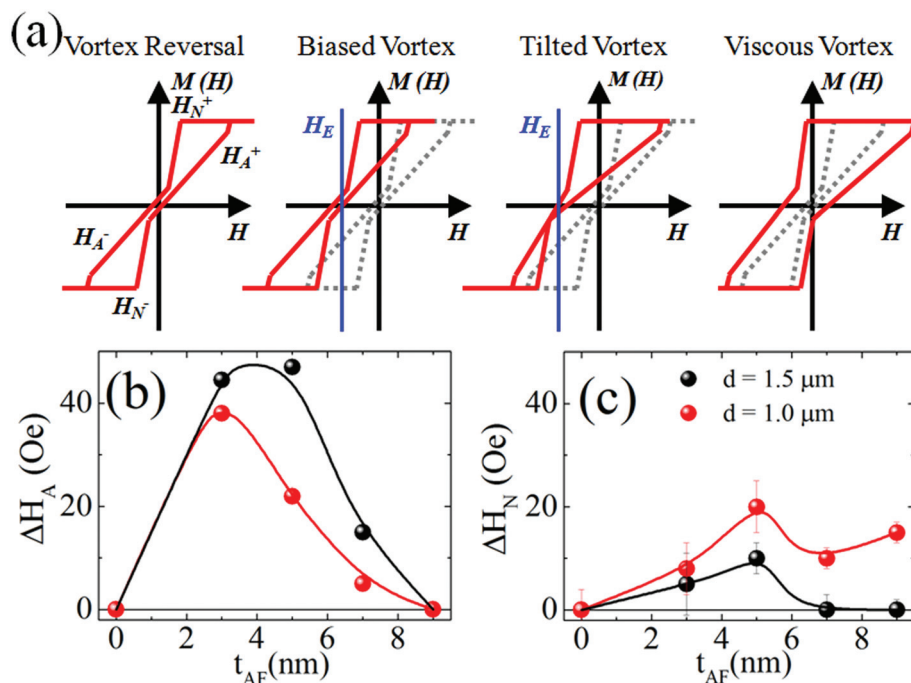 (a)
Vortex Reversal Biased Vortex Tilted Vortex Viscous Vortex
M (H) M(H) M(H) M(H)
H_N^+ H_E H_E
H_A^+
H H H H
H_A^-
H_N^-
(b) (c)
d = 1.5 μm
d = 1.0 μm
ΔH_A (Oe)
40
20
0
0 2 4 6 8
t_AF(nm)
ΔH_N (Oe)
40
20
0
0 2 4 6 8
t_AF(nm)